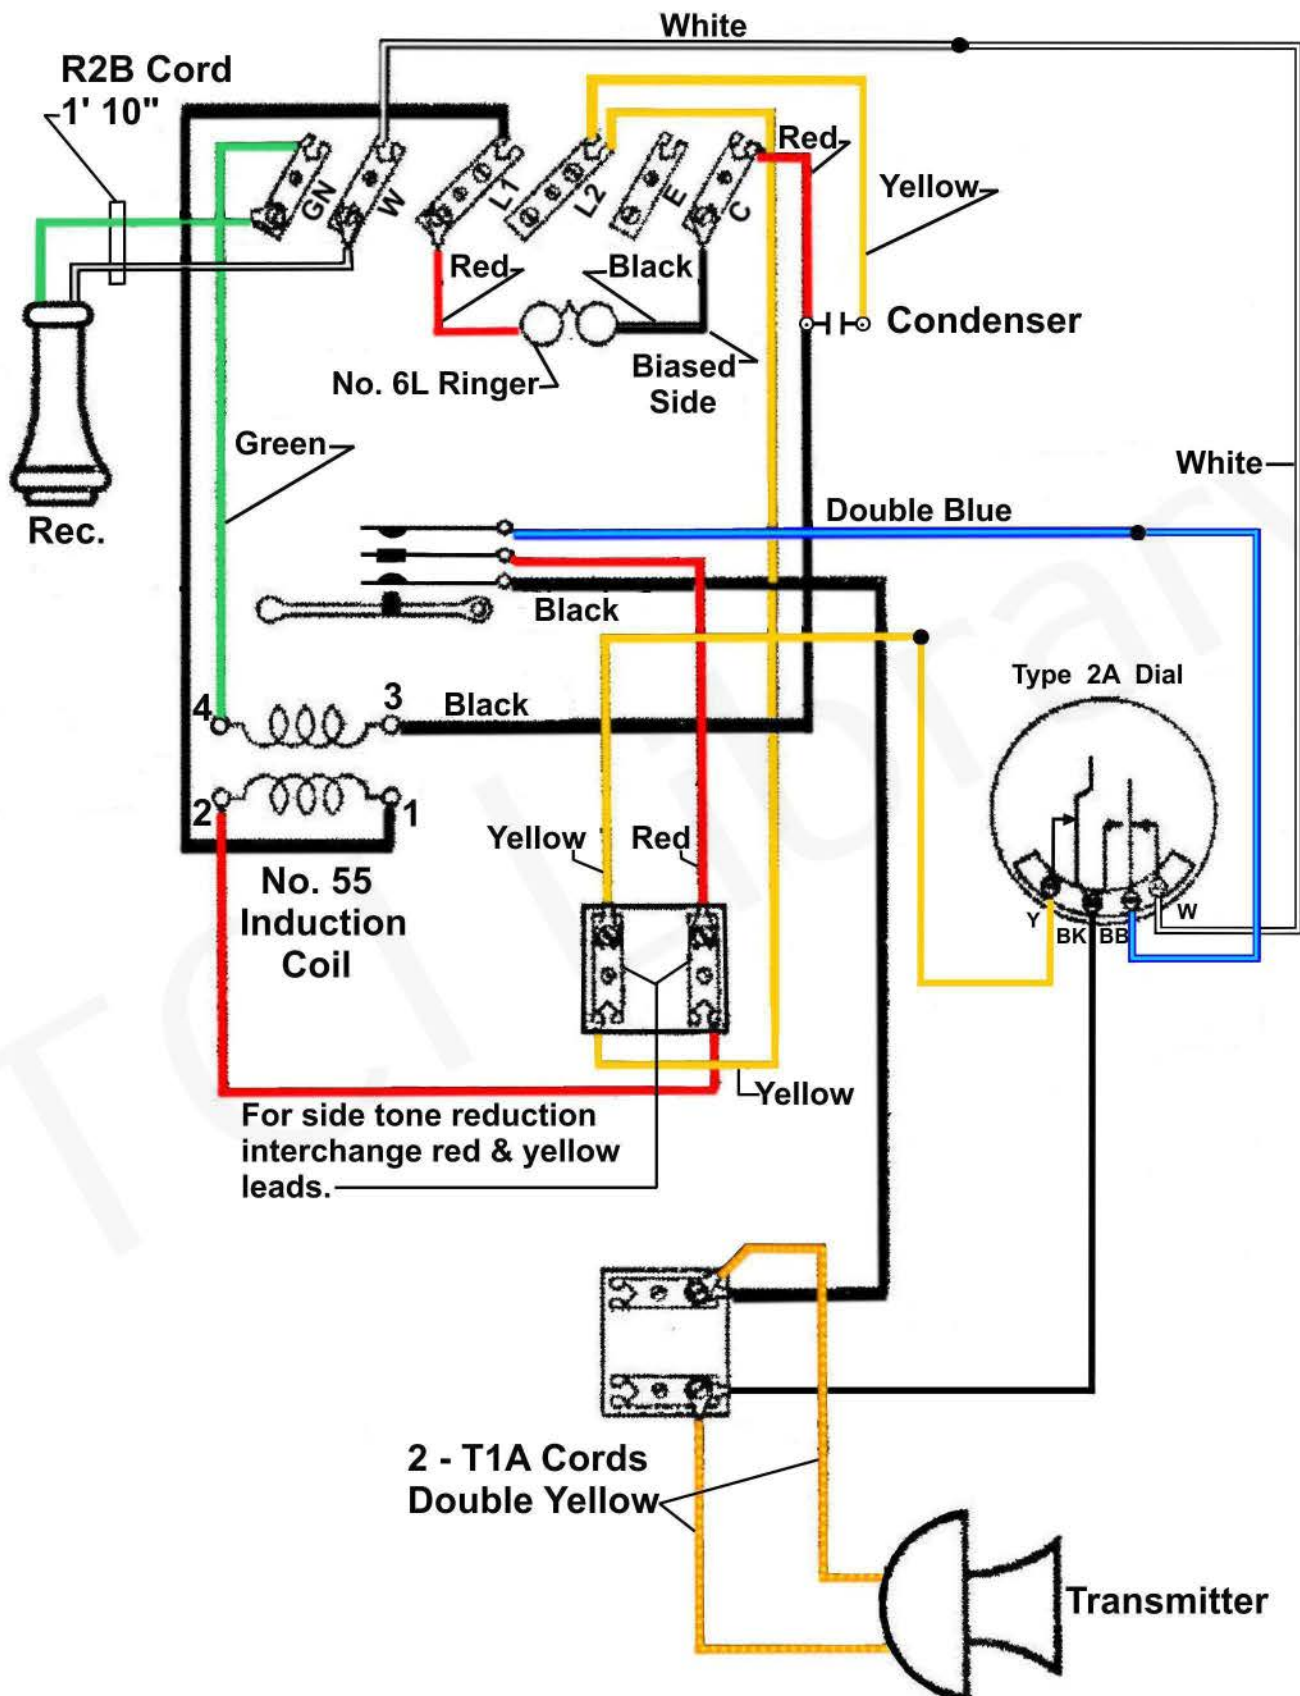 White
R2B Cord
1' 10"
GN
W
L1
L2
E
C
Red
Yellow
Red
Black
Condenser
No. 6L Ringer
Biased
Side
Green
White
Rec.
Double Blue
Black
Type 2A Dial
4
3
Black
2
1
Yellow
Red
No. 55
Induction
Coil
Y
BK
BB
W
Yellow
For side tone reduction
interchange red & yellow
leads.
2 - T1A Cords
Double Yellow
Transmitter
TCI Library